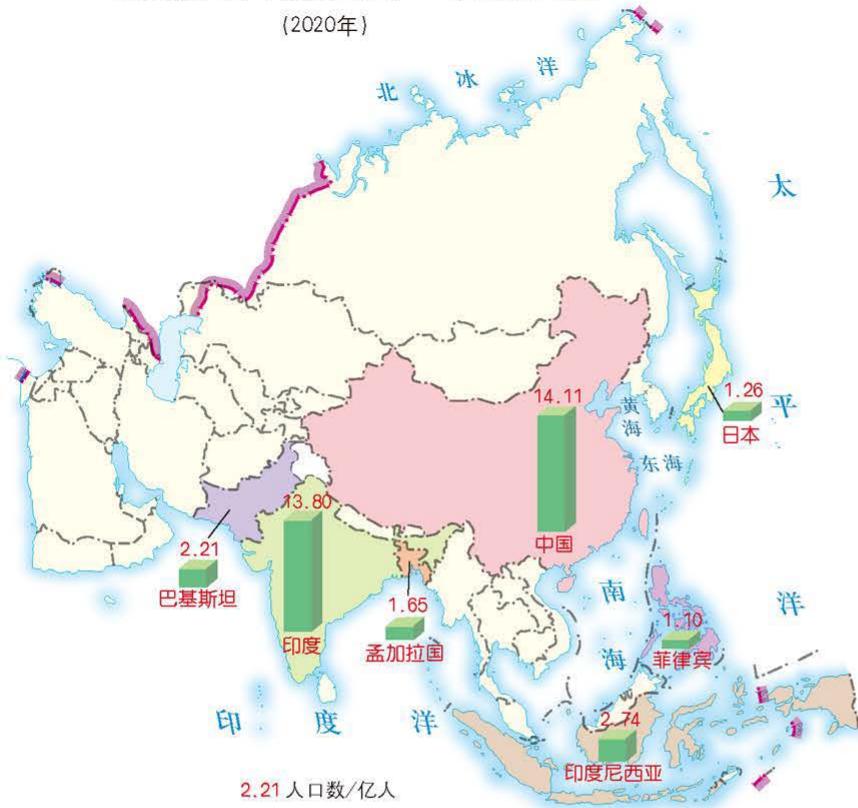 (2020年)
北冰洋
太
平
洋
14.11
中国
黄海
东海
1.26
日本
13.80
印度
2.21
巴基斯坦
1.65
孟加拉国
南
海
1.10
菲律宾
2.74
印度尼西亚
印度洋
2.21 人口数/亿人